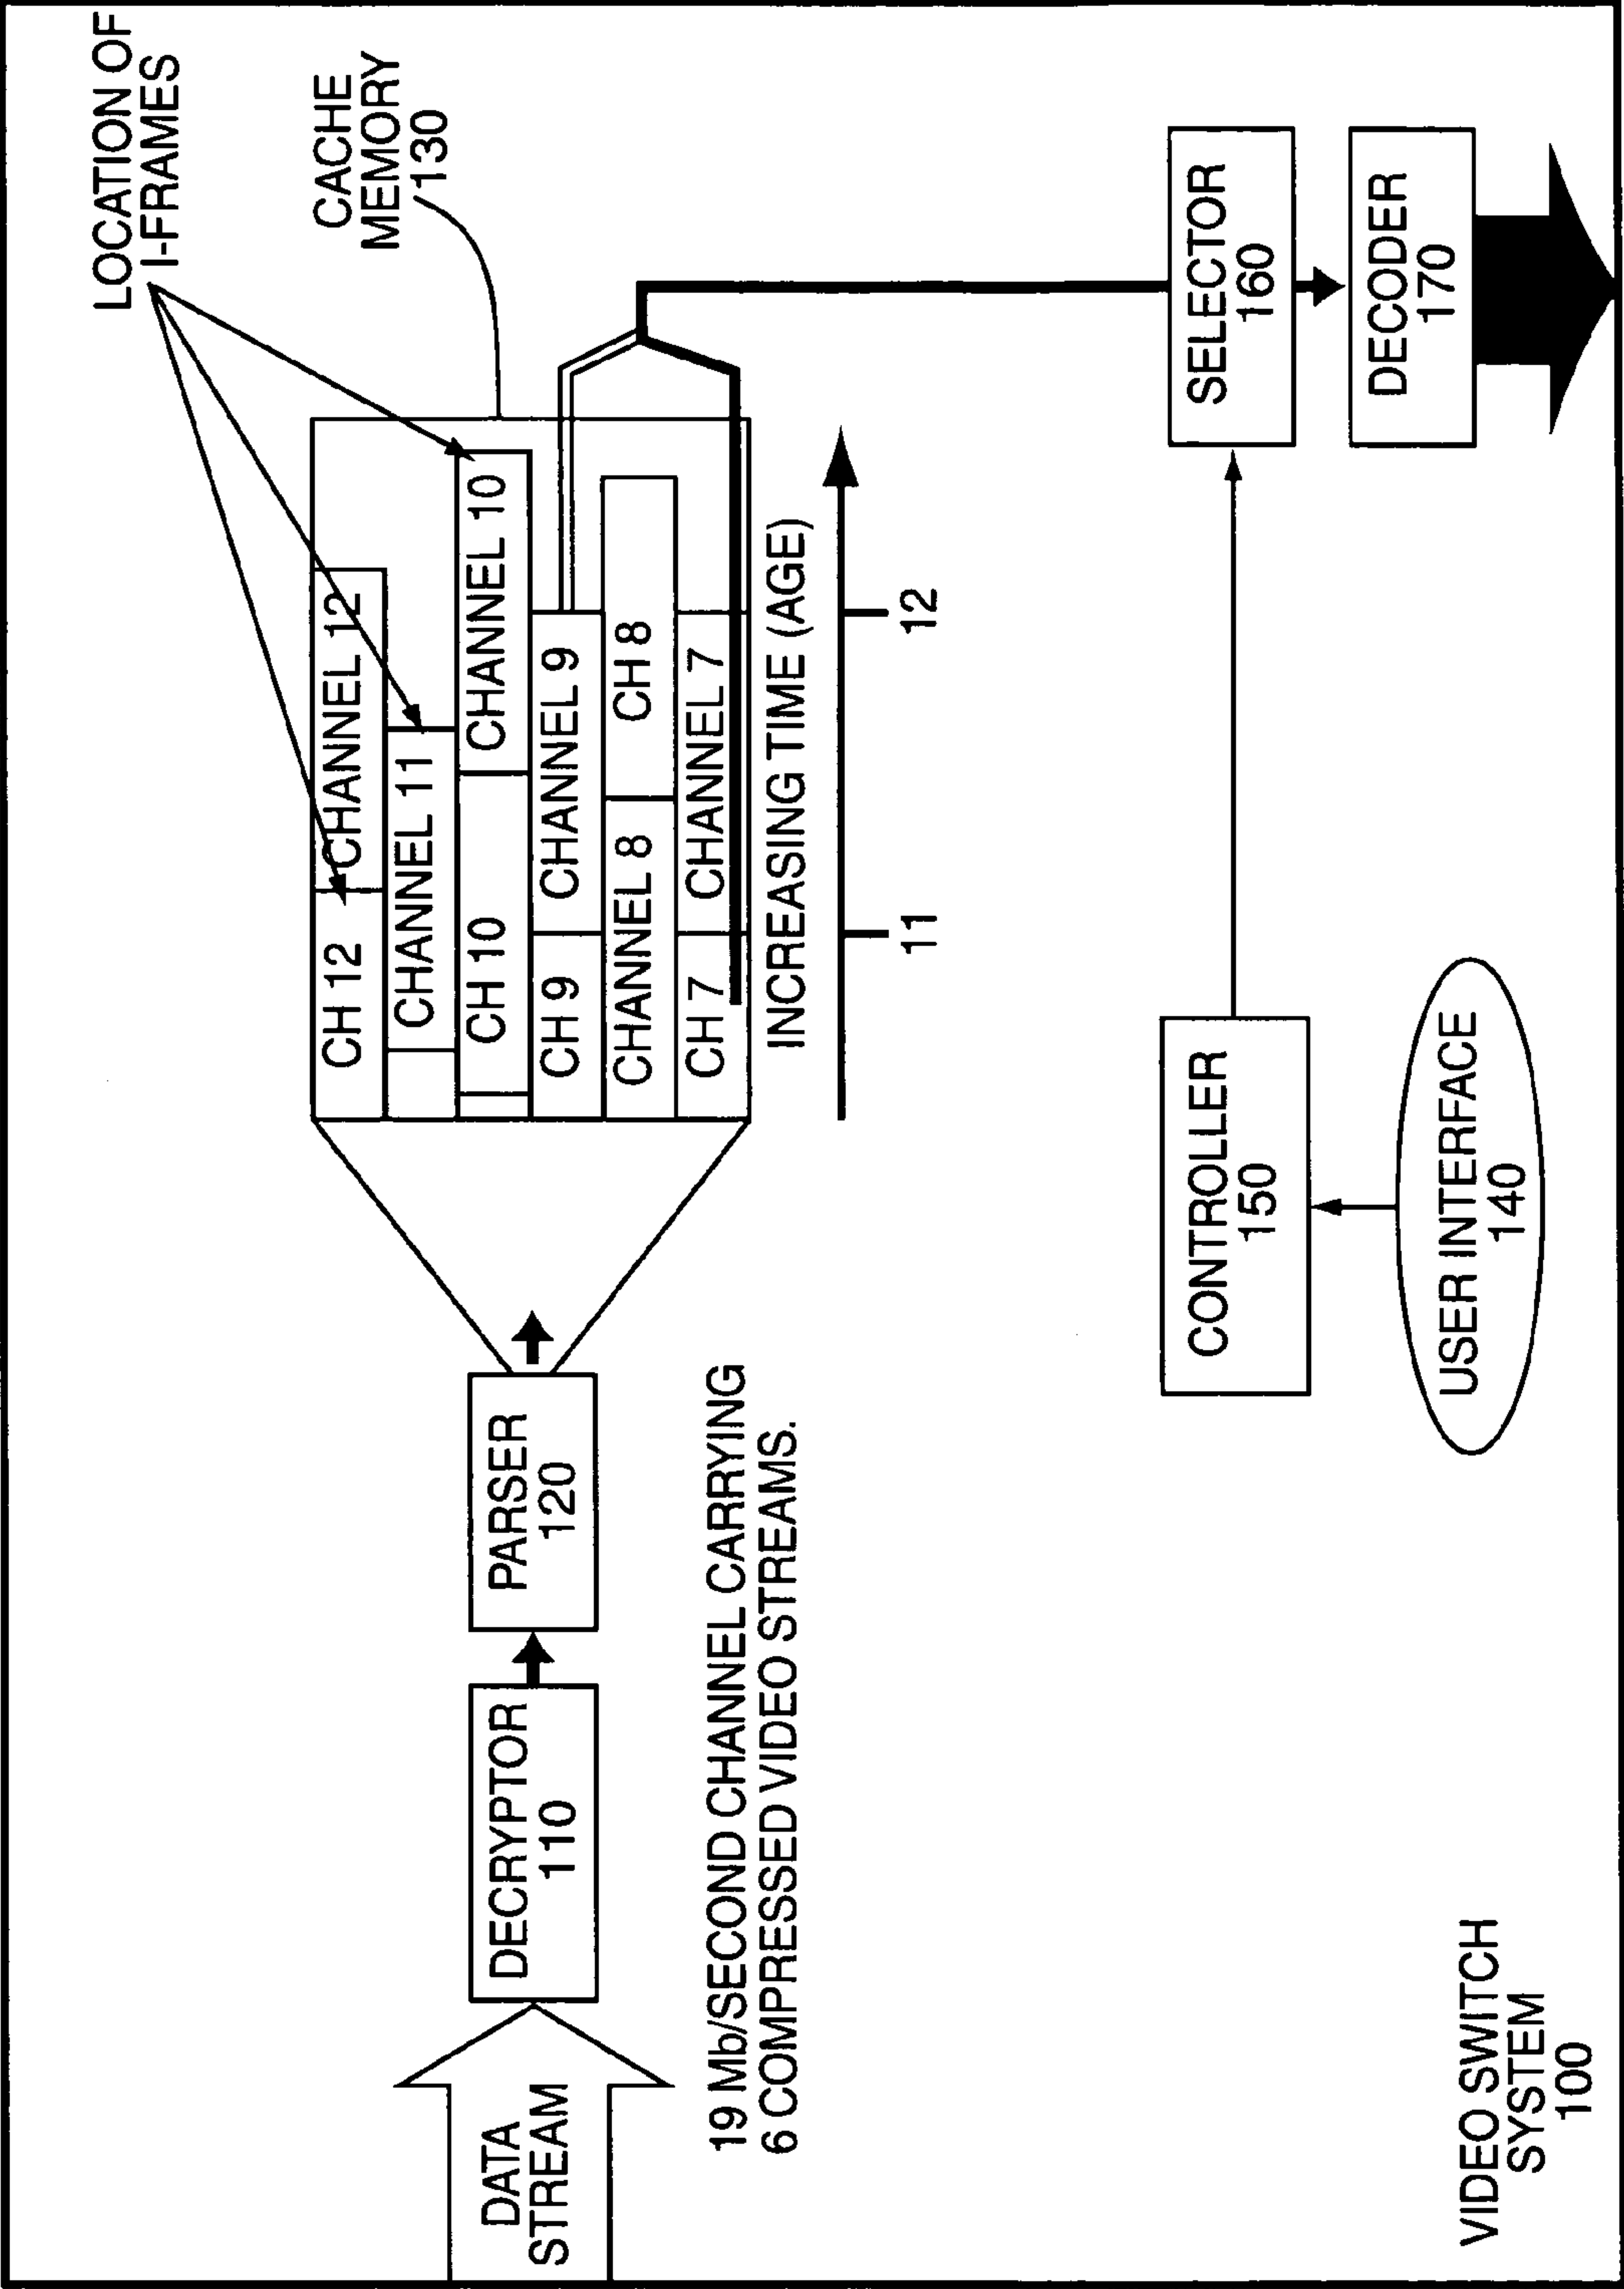 LOCATION OF
I-FRAMES
CACHE
MEMORY
130
CH 12
CHANNEL 12
CHANNEL 11
CH 10
CHANNEL 10
CH 9
CHANNEL 9
CHANNEL 8
CH 8
CH 7
CHANNEL 7
INCREASING TIME (AGE)
11
12
DATA
STREAM
DECRYPTOR
110
PARSER
120
19 Mb/SECOND CHANNEL CARRYING
6 COMPRESSED VIDEO STREAMS.
CONTROLLER
150
USER INTERFACE
140
SELECTOR
160
DECODER
170
VIDEO SWITCH
SYSTEM
100